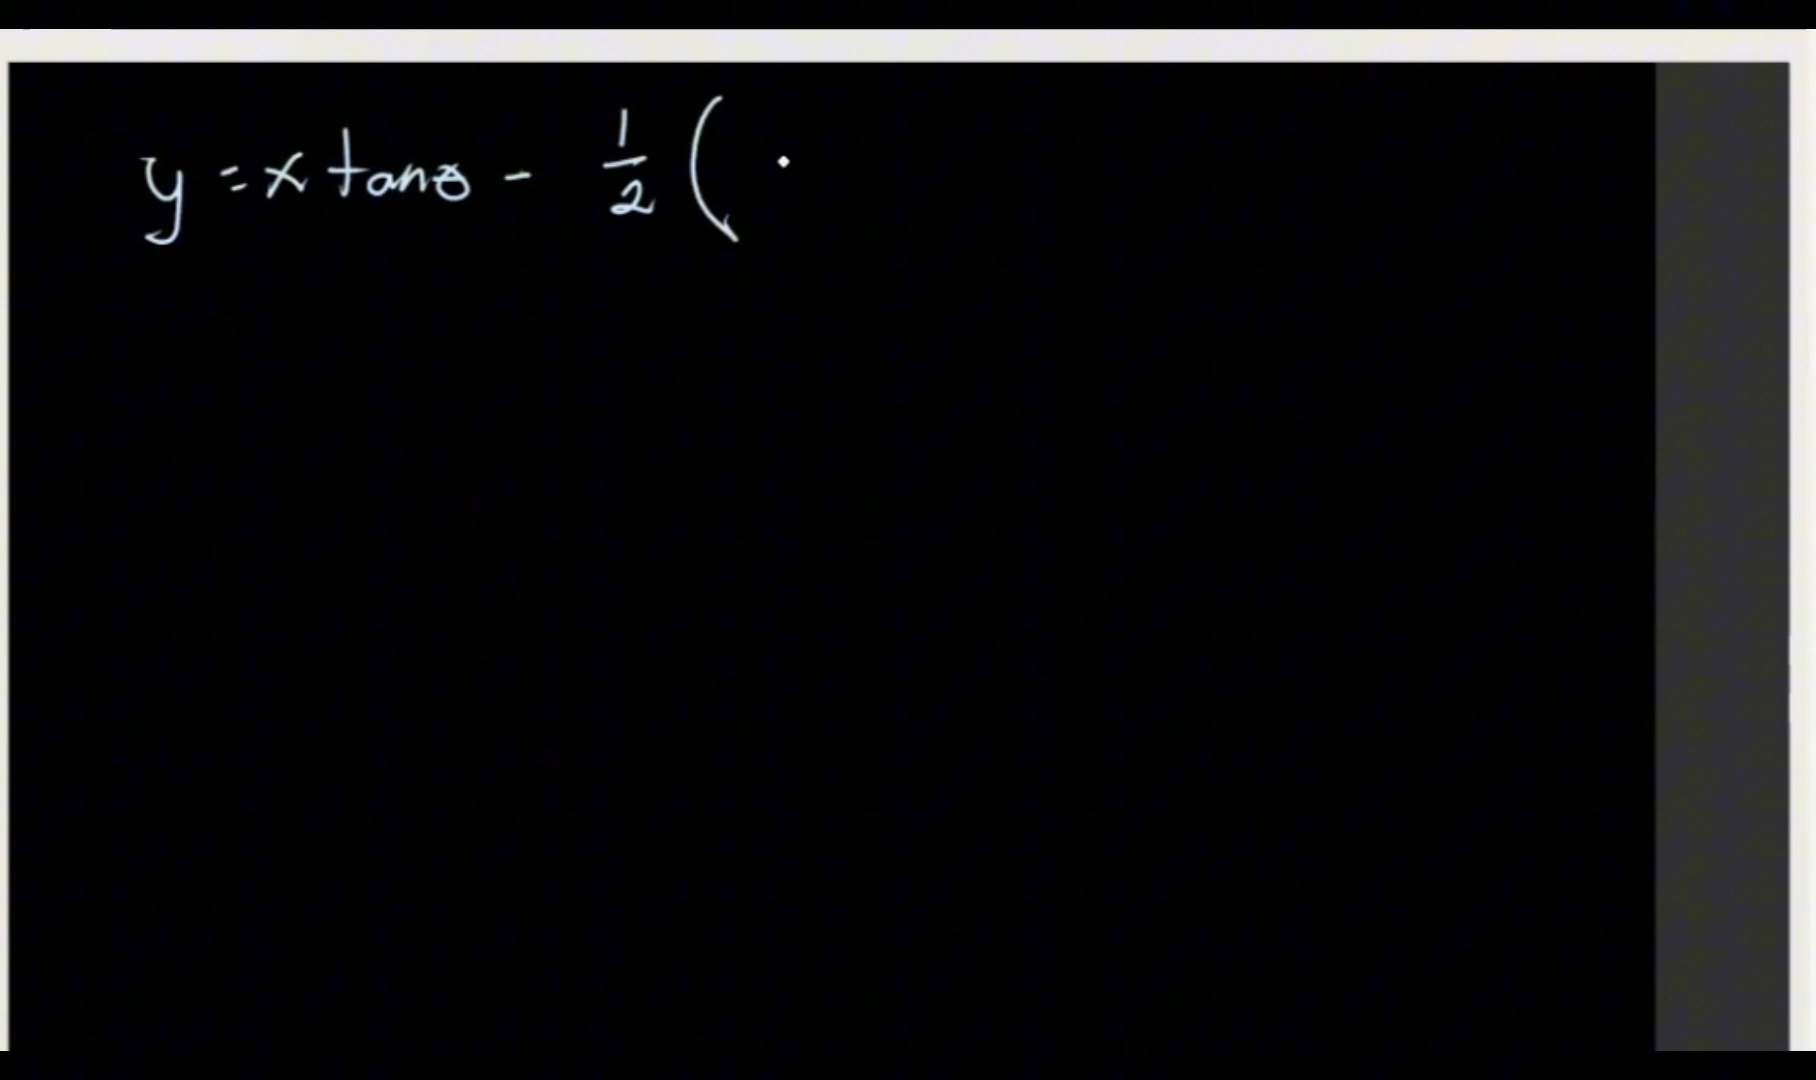 y = x tanθ - 1/2 (